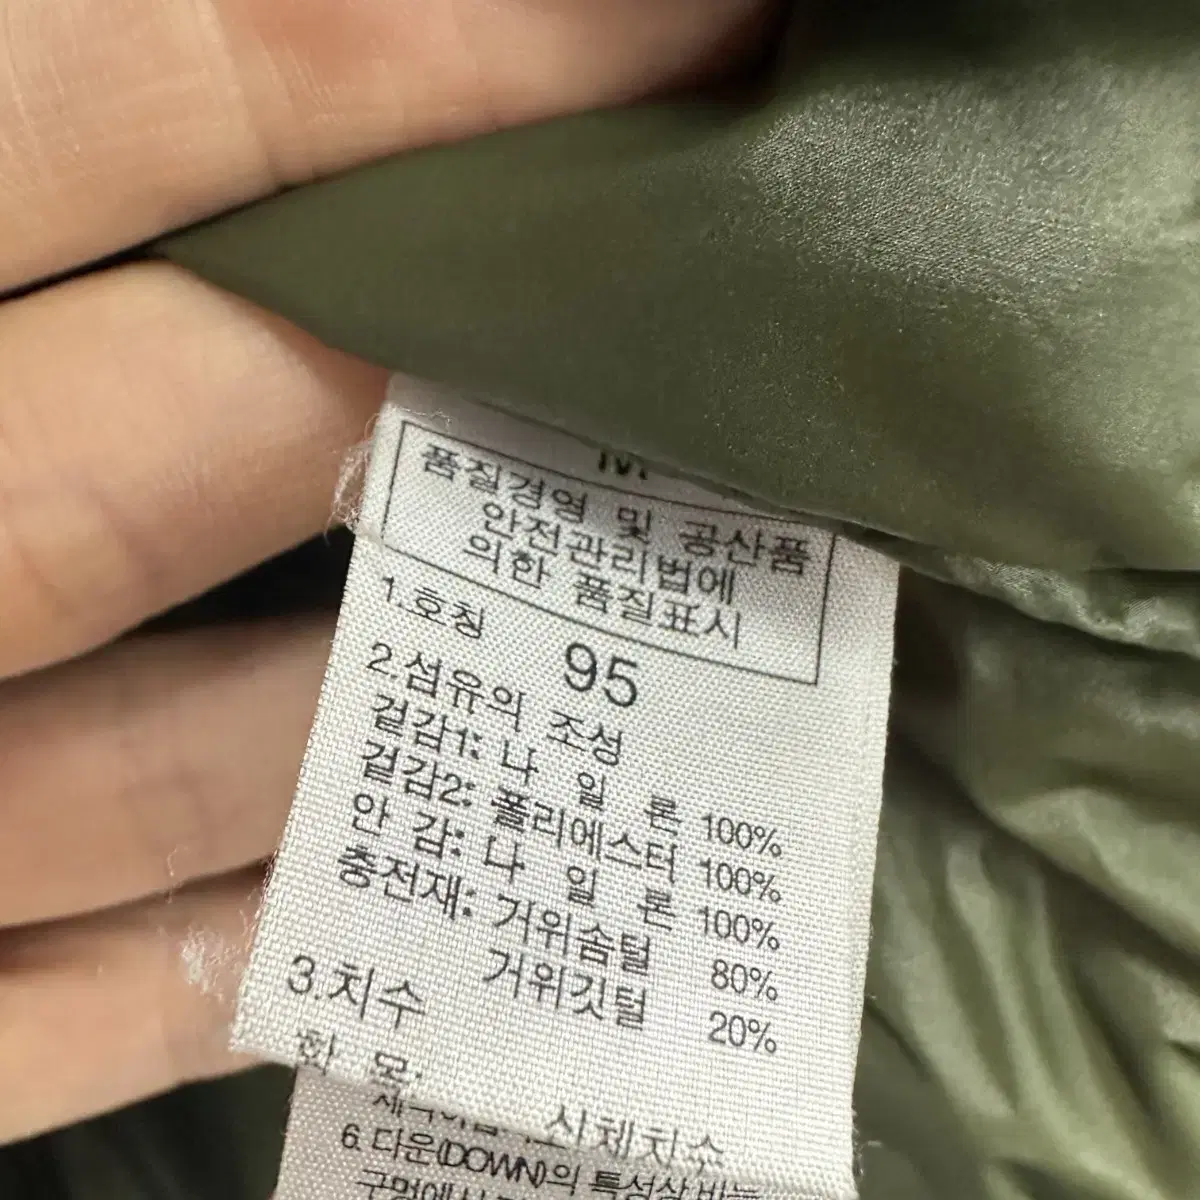 품질경영 및 공산품
안전관리법에
의한 품질표시
1.호칭 95
2.섬유의 조성
겉감1: 나 일 론 100%
겉감2: 폴리에스터 100%
안 감: 나 일 론 100%
충전재: 거위솜털 80%
거위깃털 20%
3.치수
신체치수
6.다운(DOWN)의 특성상
구멍에서